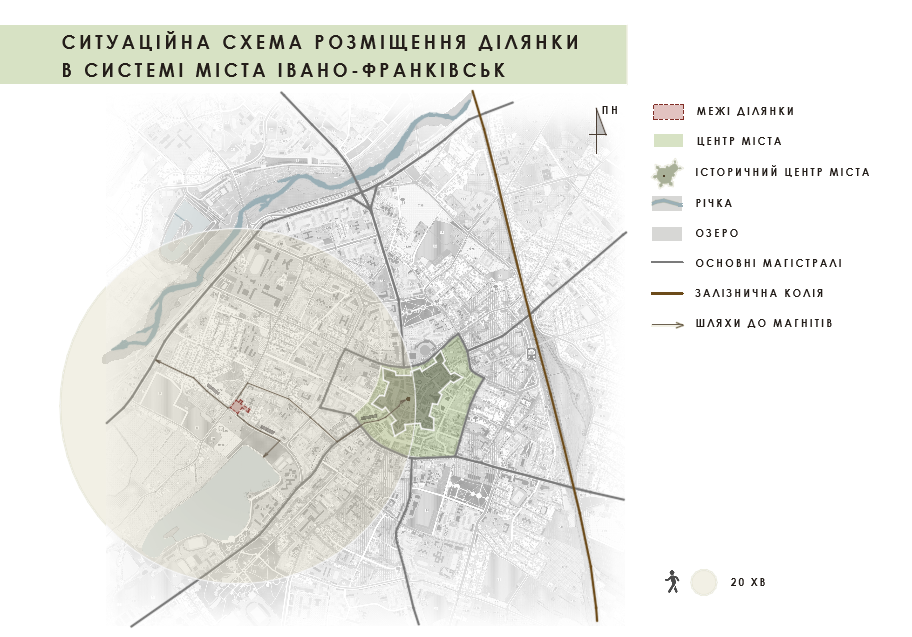 СИТУАЦІЙНА СХЕМА РОЗМІЩЕННЯ ДІЛЯНКИ
В СИСТЕМІ МІСТА ІВАНО-ФРАНКІВСЬК
ПН
МЕЖІ ДІЛЯНКИ
ЦЕНТР МІСТА
ІСТОРИЧНИЙ ЦЕНТР МІСТА
РІЧКА
ОЗЕРО
ОСНОВНІ МАГІСТРАЛІ
ЗАЛІЗНИЧНА КОЛІЯ
ШЛЯХИ ДО МАГНІТІВ
20 ХВ